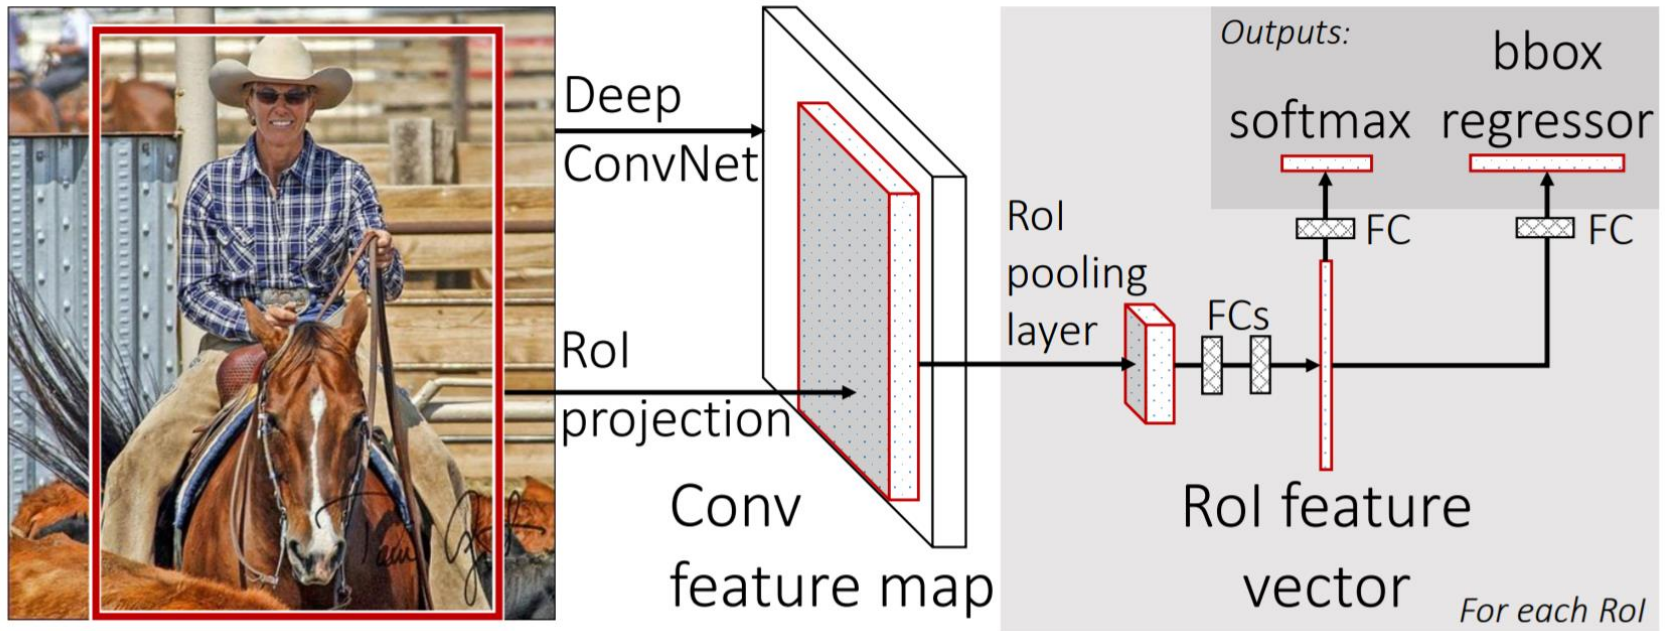 Deep
ConvNet
RoI
projection
Conv
feature map
RoI
pooling
layer
FCs
RoI feature
vector
For each RoI
Outputs:
softmax
bbox
regressor
FC
FC